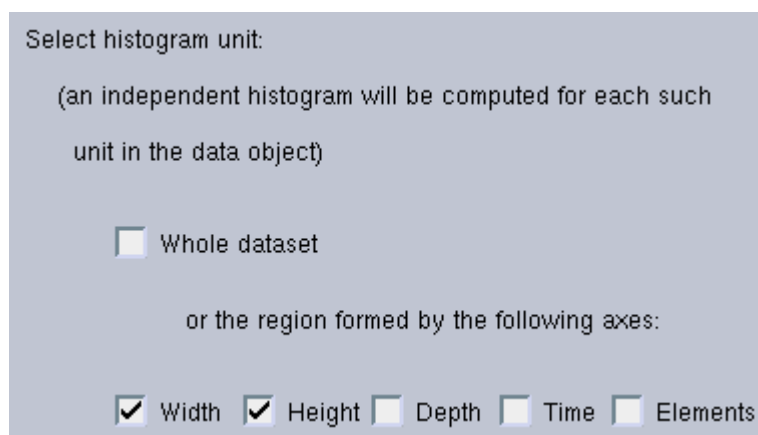 Select histogram unit:
(an independent histogram will be computed for each such
unit in the data object)
Whole dataset
or the region formed by the following axes:
Width Height Depth Time Elements